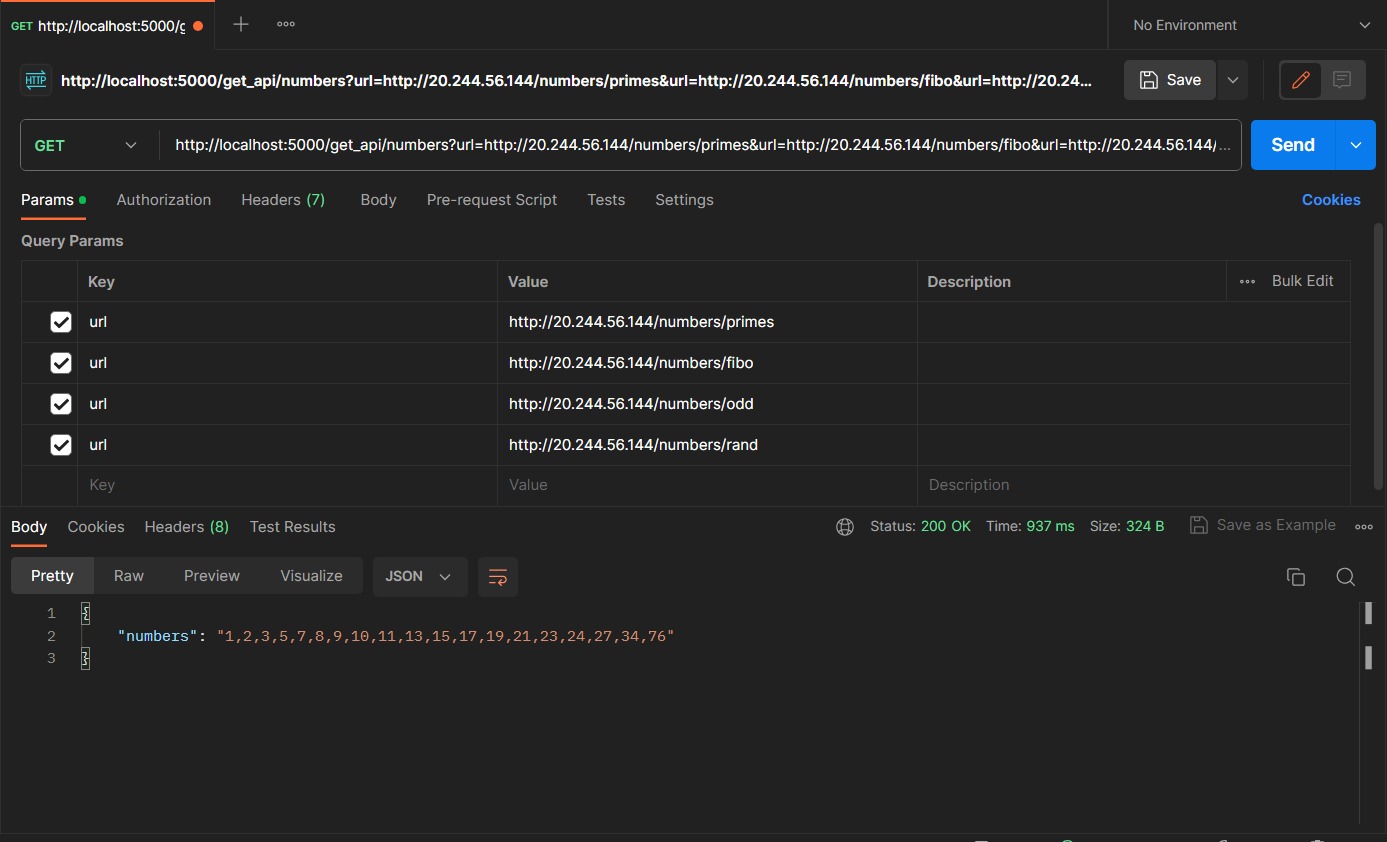 GET http://localhost:5000/g
No Environment
HTTP http://localhost:5000/get_api/numbers?url=http://20.244.56.144/numbers/primes&url=http://20.244.56.144/numbers/fibo&url=http://20.24... Save
GET http://localhost:5000/get_api/numbers?url=http://20.244.56.144/numbers/primes&url=http://20.244.56.144/numbers/fibo&url=http://20.244.56.144/... Send
Params Authorization Headers (7) Body Pre-request Script Tests Settings Cookies
Query Params
Key Value Description Bulk Edit
url http://20.244.56.144/numbers/primes
url http://20.244.56.144/numbers/fibo
url http://20.244.56.144/numbers/odd
url http://20.244.56.144/numbers/rand
Key Value Description
Body Cookies Headers (8) Test Results Status: 200 OK Time: 937 ms Size: 324 B Save as Example
Pretty Raw Preview Visualize JSON
1 {
2 "numbers": "1,2,3,5,7,8,9,10,11,13,15,17,19,21,23,24,27,34,76"
3 }